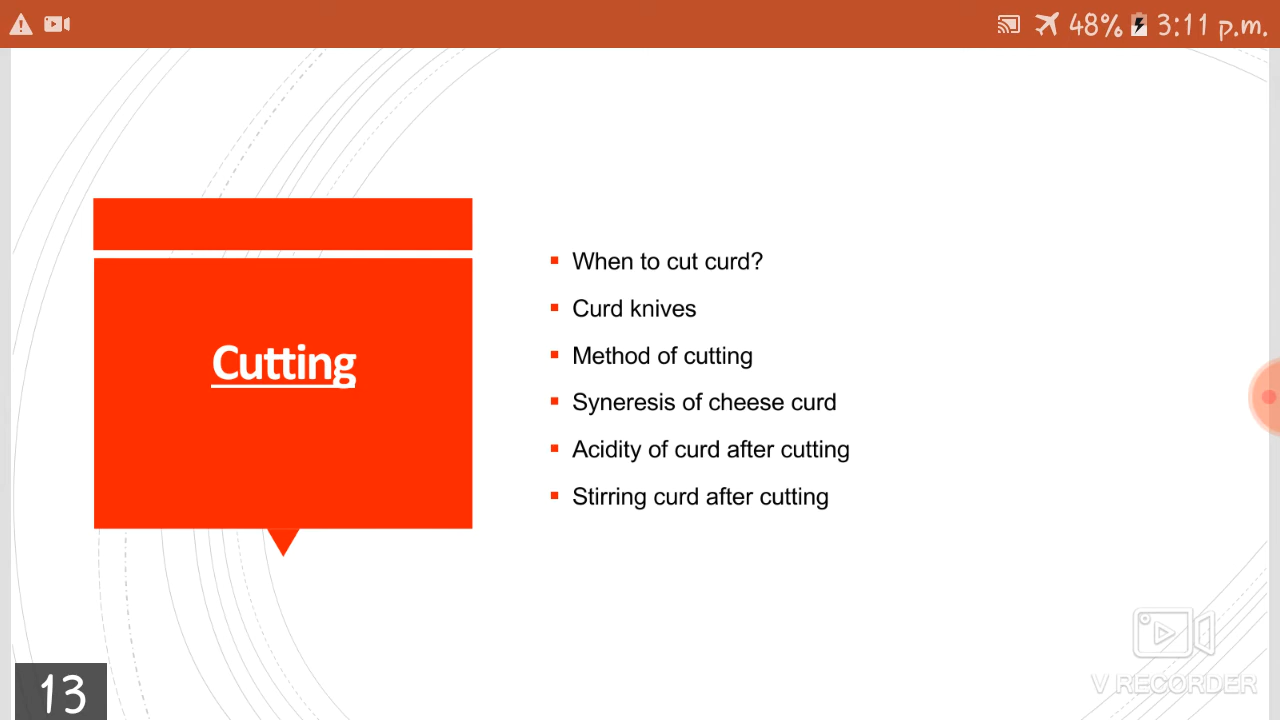 48% 3:11 p.m.
Cutting
When to cut curd?
Curd knives
Method of cutting
Syneresis of cheese curd
Acidity of curd after cutting
Stirring curd after cutting
V RECORDER
13